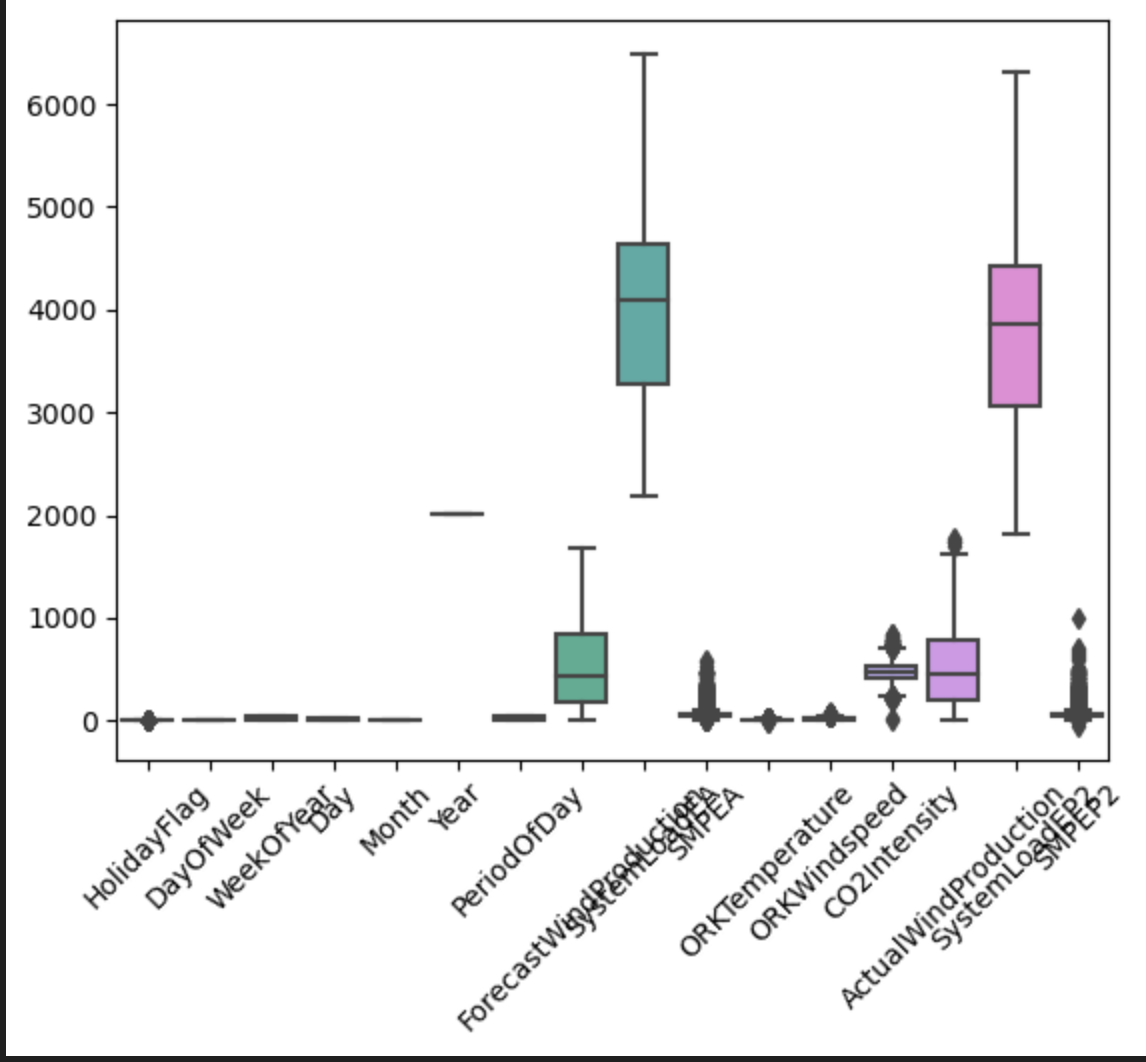 6000
5000
4000
3000
2000
1000
0
HolidayFlag
DayOfWeek
WeekOfYear
Day
Month
Year
PeriodOfDay
ForecastWindProduction
SystemLoadEA
SMPEA
ORKTemperature
ORKWindspeed
CO2Intensity
ActualWindProduction
SystemLoadEP2
SMPEP2